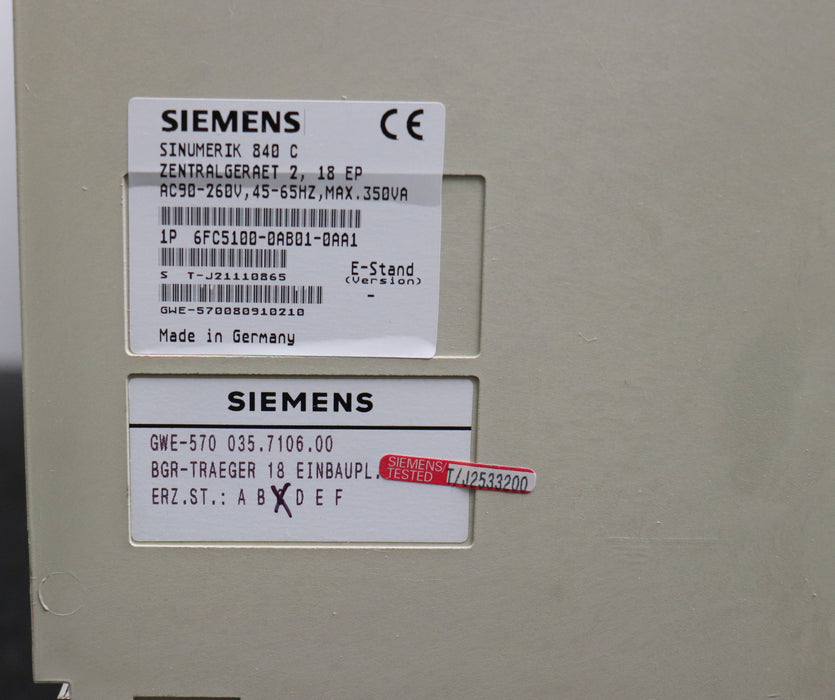 SIEMENS CE
SINUMERIK 840 C
ZENTRALGERAET 2, 18 EP
AC90-260V,45-65HZ,MAX.350VA
1P 6FC5100-0AB01-0AA1
S T-J21110865
E-Stand
(Version)
-
GWE-570080910210
Made in Germany
SIEMENS
GWE-570 035.7106.00
BGR-TRAEGER 18 EINBAUPL.
SIEMENS/
TESTED T/J2533200
ERZ.ST.: A B X D E F